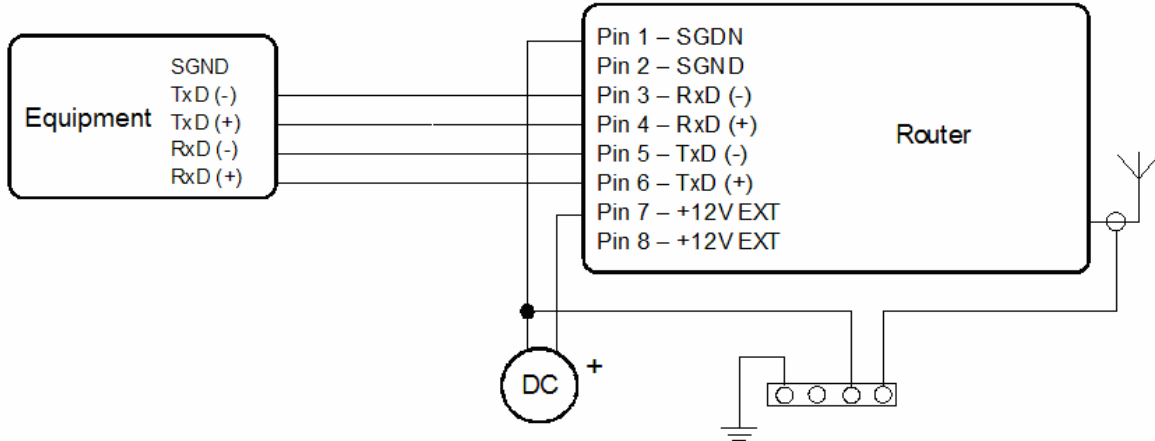 Equipment
SGND
TxD (-)
TxD (+)
RxD (-)
RxD (+)
Pin 1 – SGDN
Pin 2 – SGND
Pin 3 – RxD (-)
Pin 4 – RxD (+)
Pin 5 – TxD (-)
Pin 6 – TxD (+)
Pin 7 – +12V EXT
Pin 8 – +12V EXT
Router
DC
+